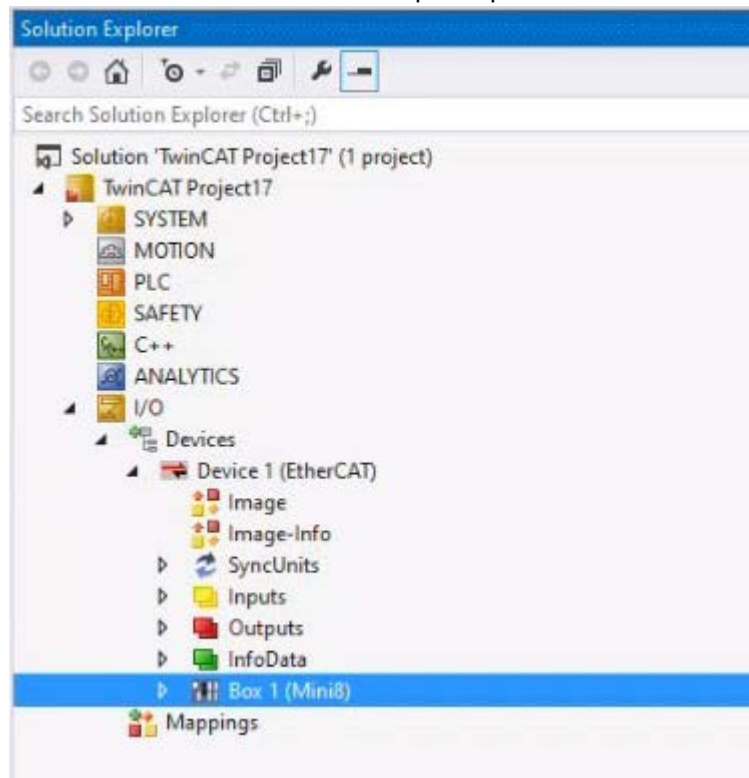 Solution Explorer
Search Solution Explorer (Ctrl+;)
Solution 'TwinCAT Project17' (1 project)
TwinCAT Project17
SYSTEM
MOTION
PLC
SAFETY
C++
ANALYTICS
I/O
Devices
Device 1 (EtherCAT)
Image
Image-Info
SyncUnits
Inputs
Outputs
InfoData
Box 1 (Mini8)
Mappings